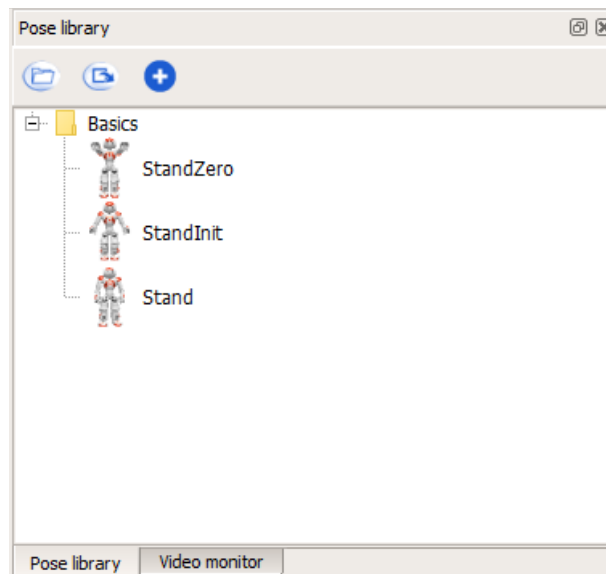 Pose library
Basics
StandZero
StandInit
Stand
Pose library
Video monitor